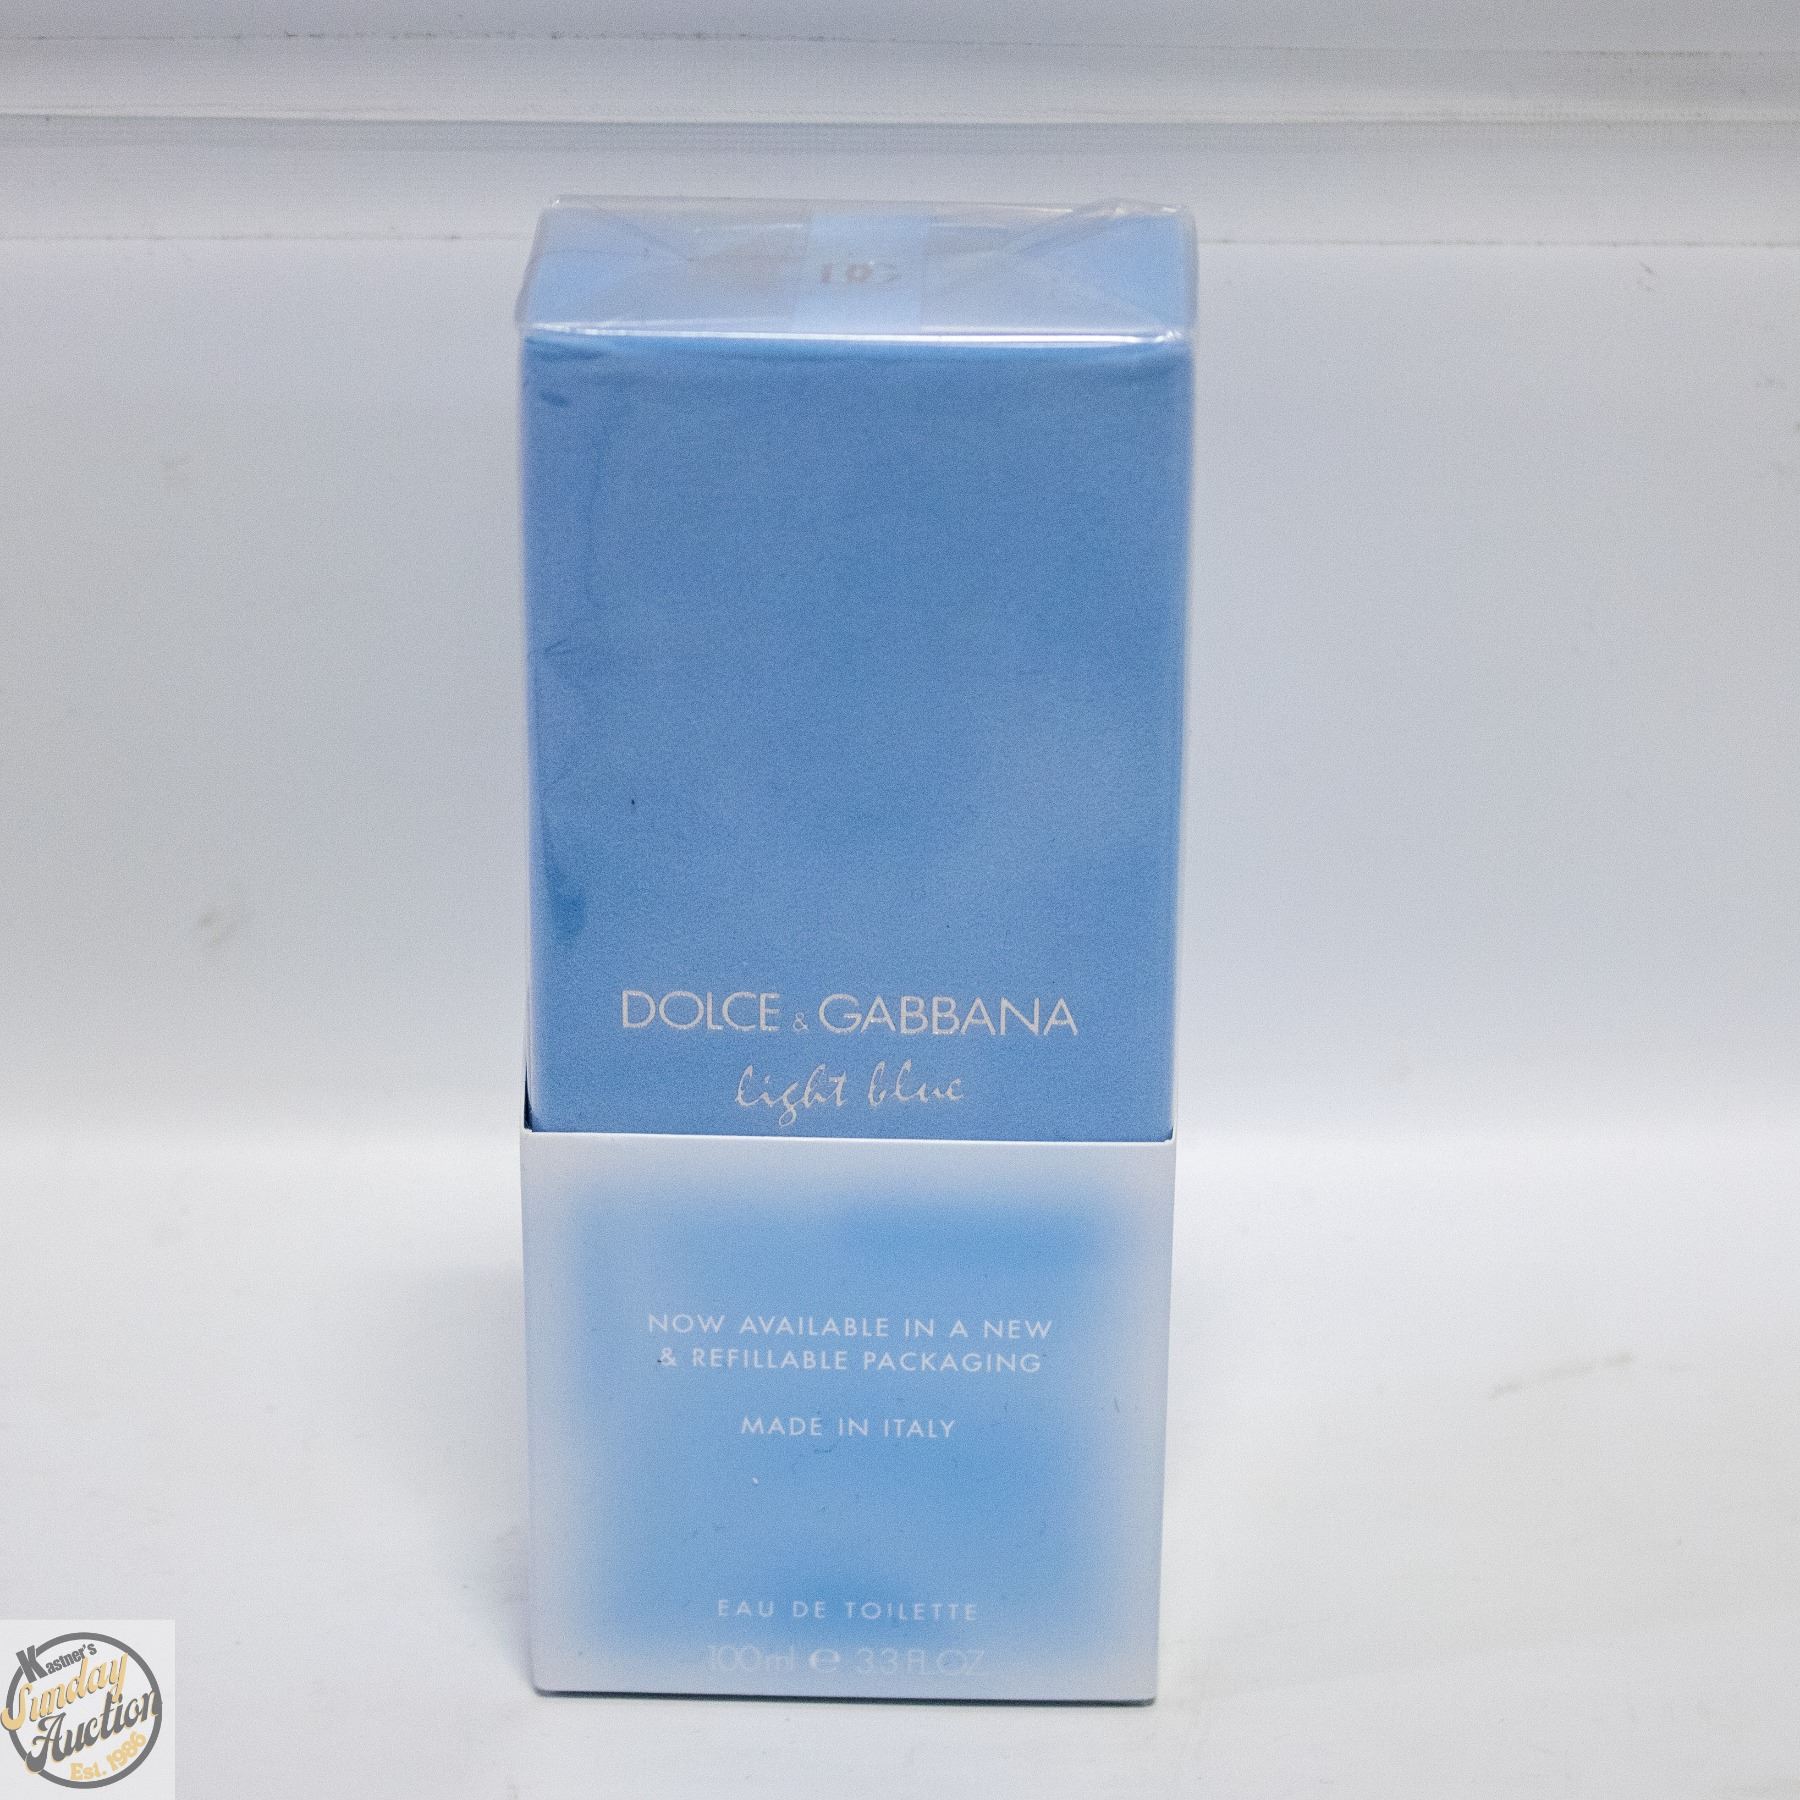 DOLCE & GABBANA
light blue
NOW AVAILABLE IN A NEW
& REFILLABLE PACKAGING
MADE IN ITALY
EAU DE TOILETTE
100ml ℮ 3.3 FL.OZ.
Kastner's
Sunday
Auction
Est. 1986